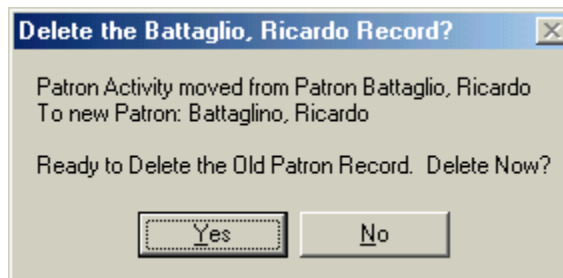 Delete the Battaglio, Ricardo Record?
Patron Activity moved from Patron Battaglio, Ricardo
To new Patron: Battaglino, Ricardo
Ready to Delete the Old Patron Record.  Delete Now?
Yes
No